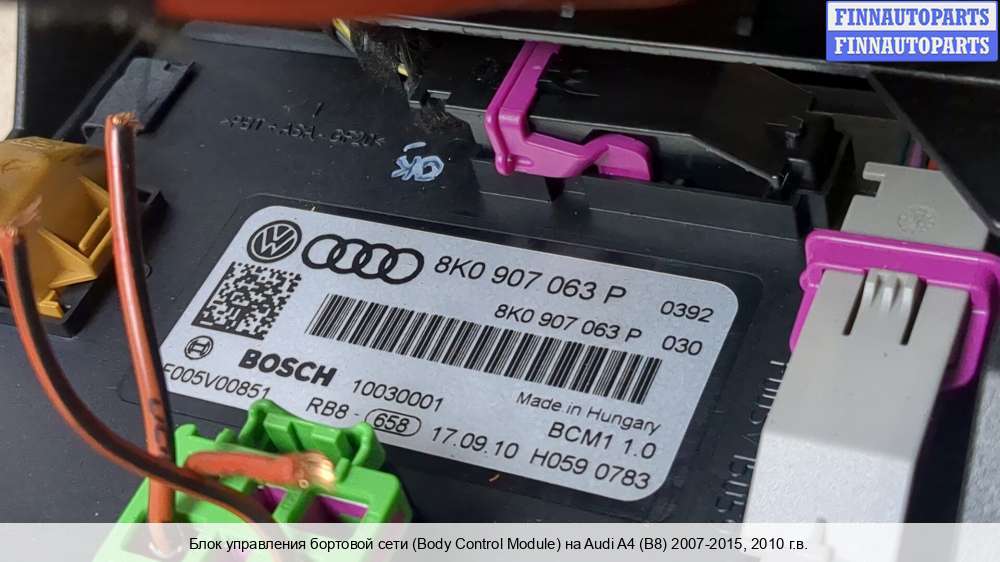 FINNAUTOPARTS
FINNAUTOPARTS
OK
8K0 907 063 P 0392
8K0 907 063 P 030
BOSCH 10030001 Made in Hungary
F005V00851 RB8 - 658 17.09.10 BCM1 1.0
H059 0783
Блок управления бортовой сети (Body Control Module) на Audi A4 (B8) 2007-2015, 2010 г.в.